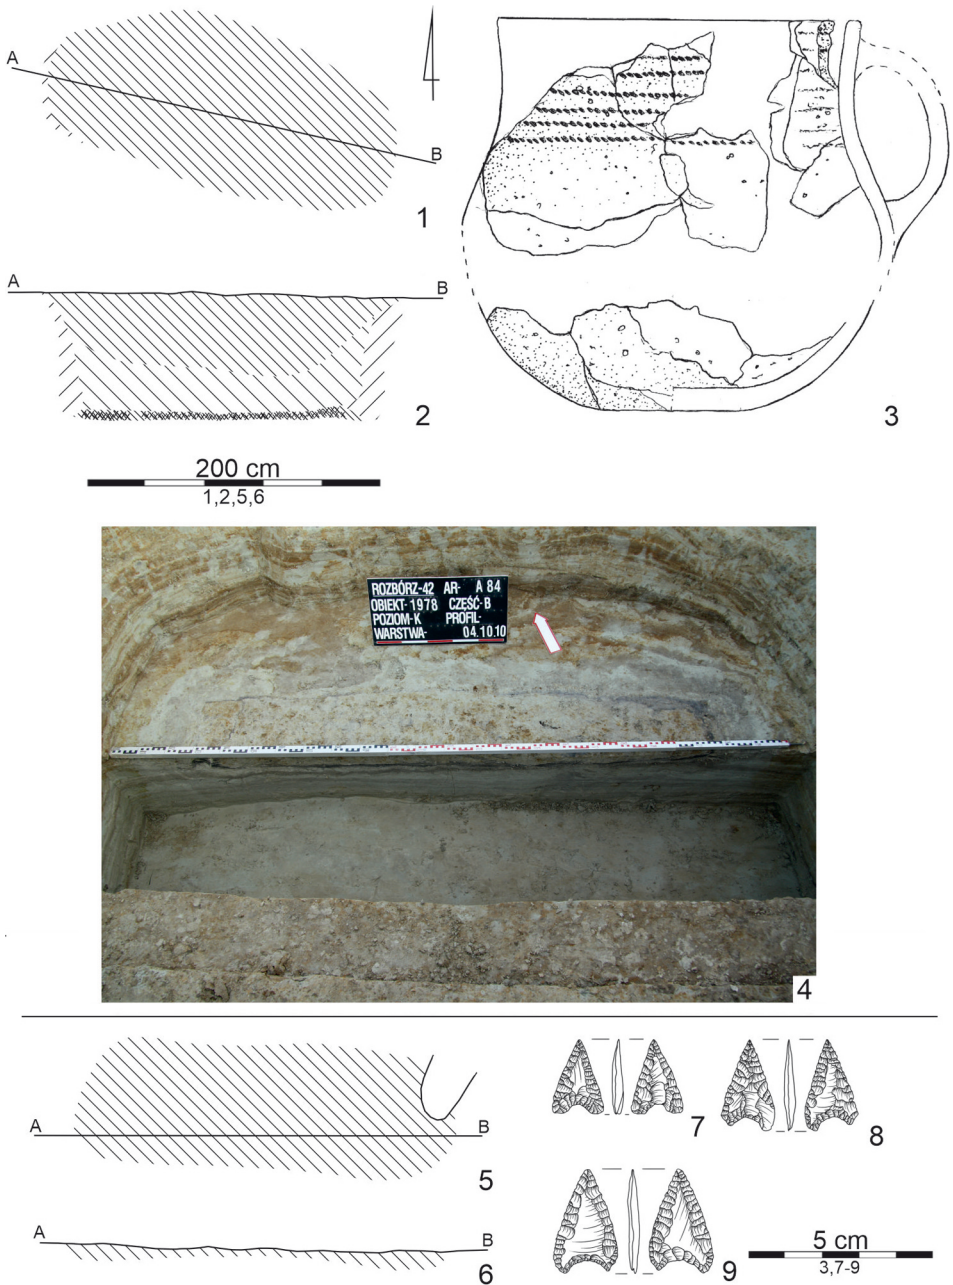 A
B
1
A
B
2
3
200 cm
1,2,5,6
ROZBÓRZ-42 AR- A 84
OBIEKT-1978 CZĘŚĆ-B
POZIOM-K PROFIL-
WARSTWA- 04.10.10
4
A
B
5
A
B
6
7
8
9
5 cm
3,7-9